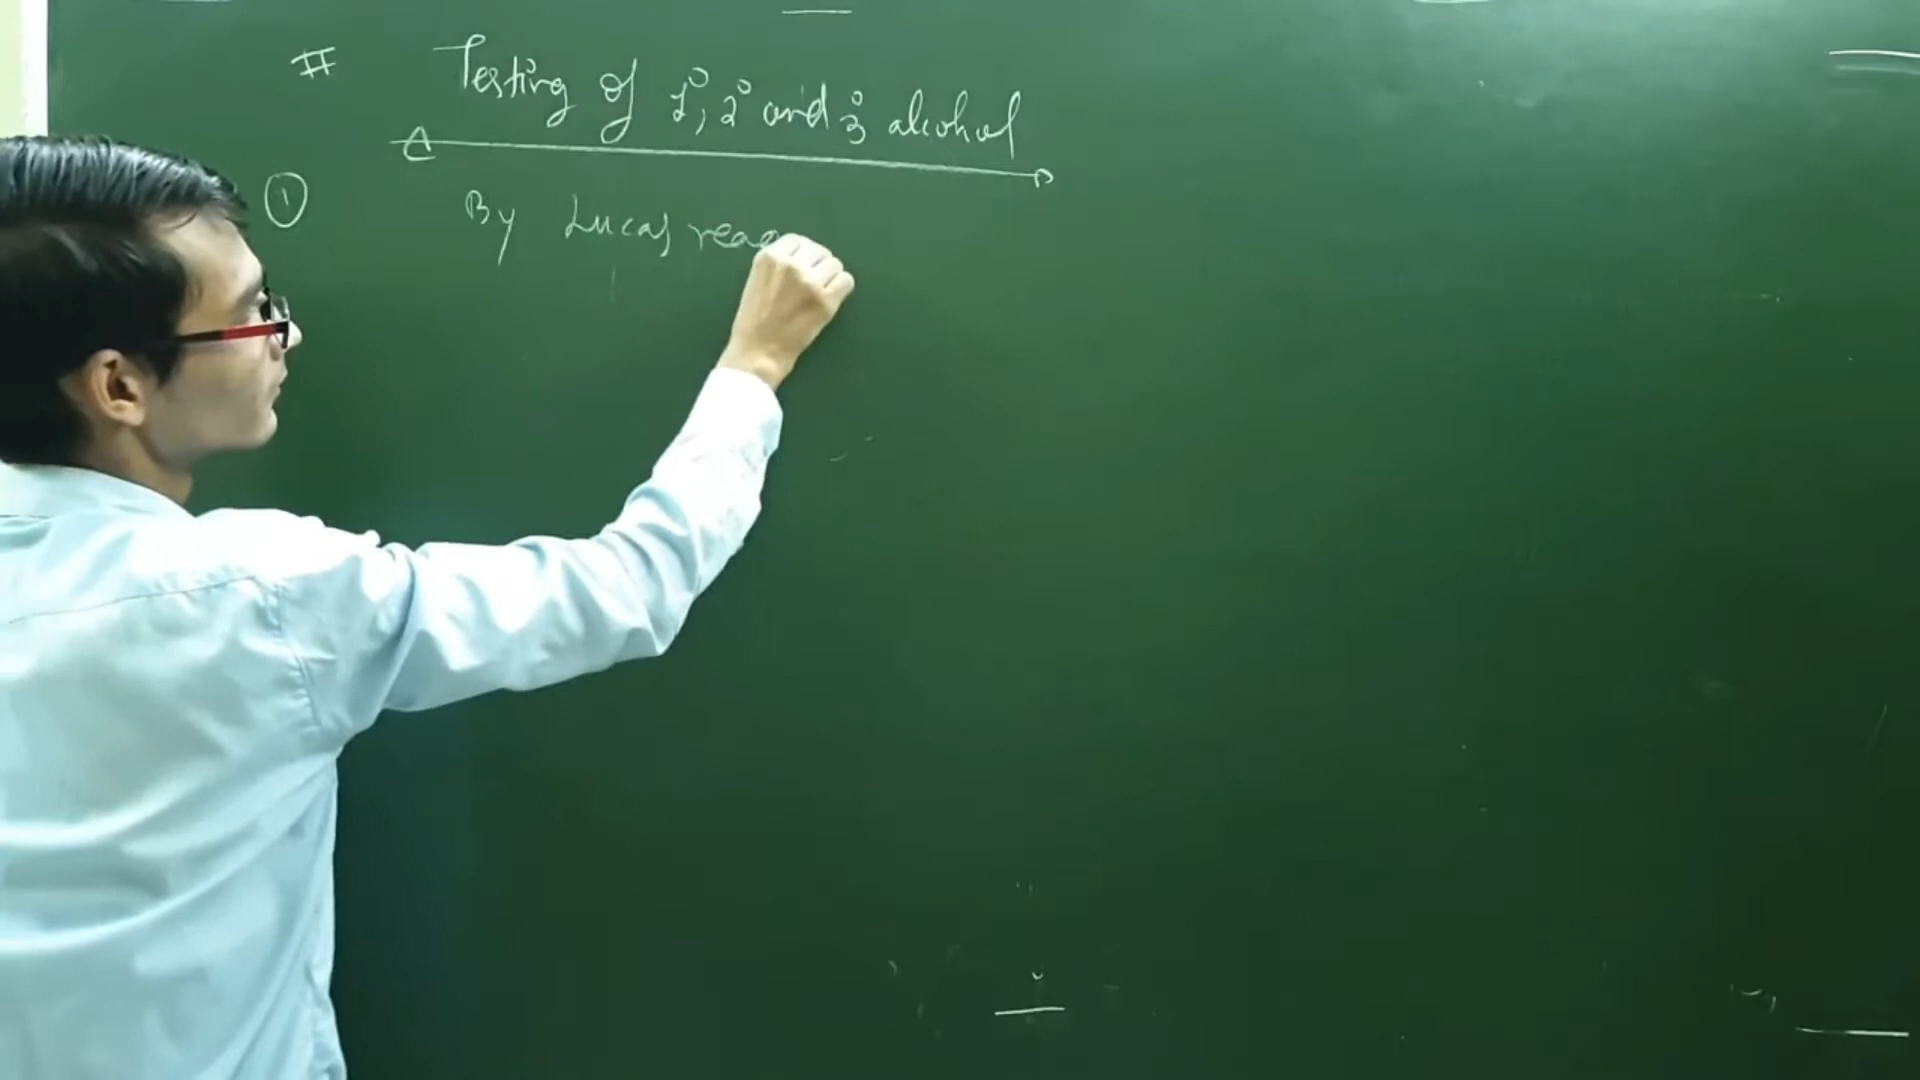 # Testing of 1°, 2° and 3° alcohol
① By Lucas reag